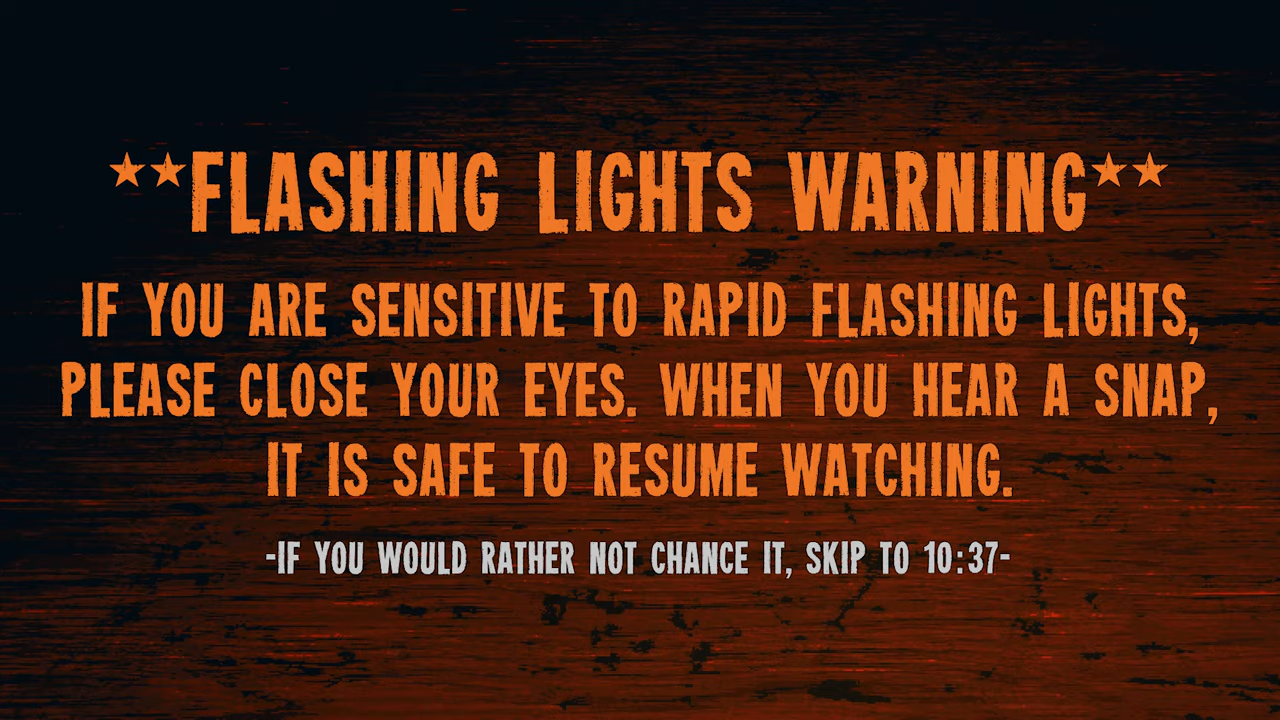 ★★FLASHING LIGHTS WARNING★★
IF YOU ARE SENSITIVE TO RAPID FLASHING LIGHTS,
PLEASE CLOSE YOUR EYES. WHEN YOU HEAR A SNAP,
IT IS SAFE TO RESUME WATCHING.
-IF YOU WOULD RATHER NOT CHANCE IT, SKIP TO 10:37-